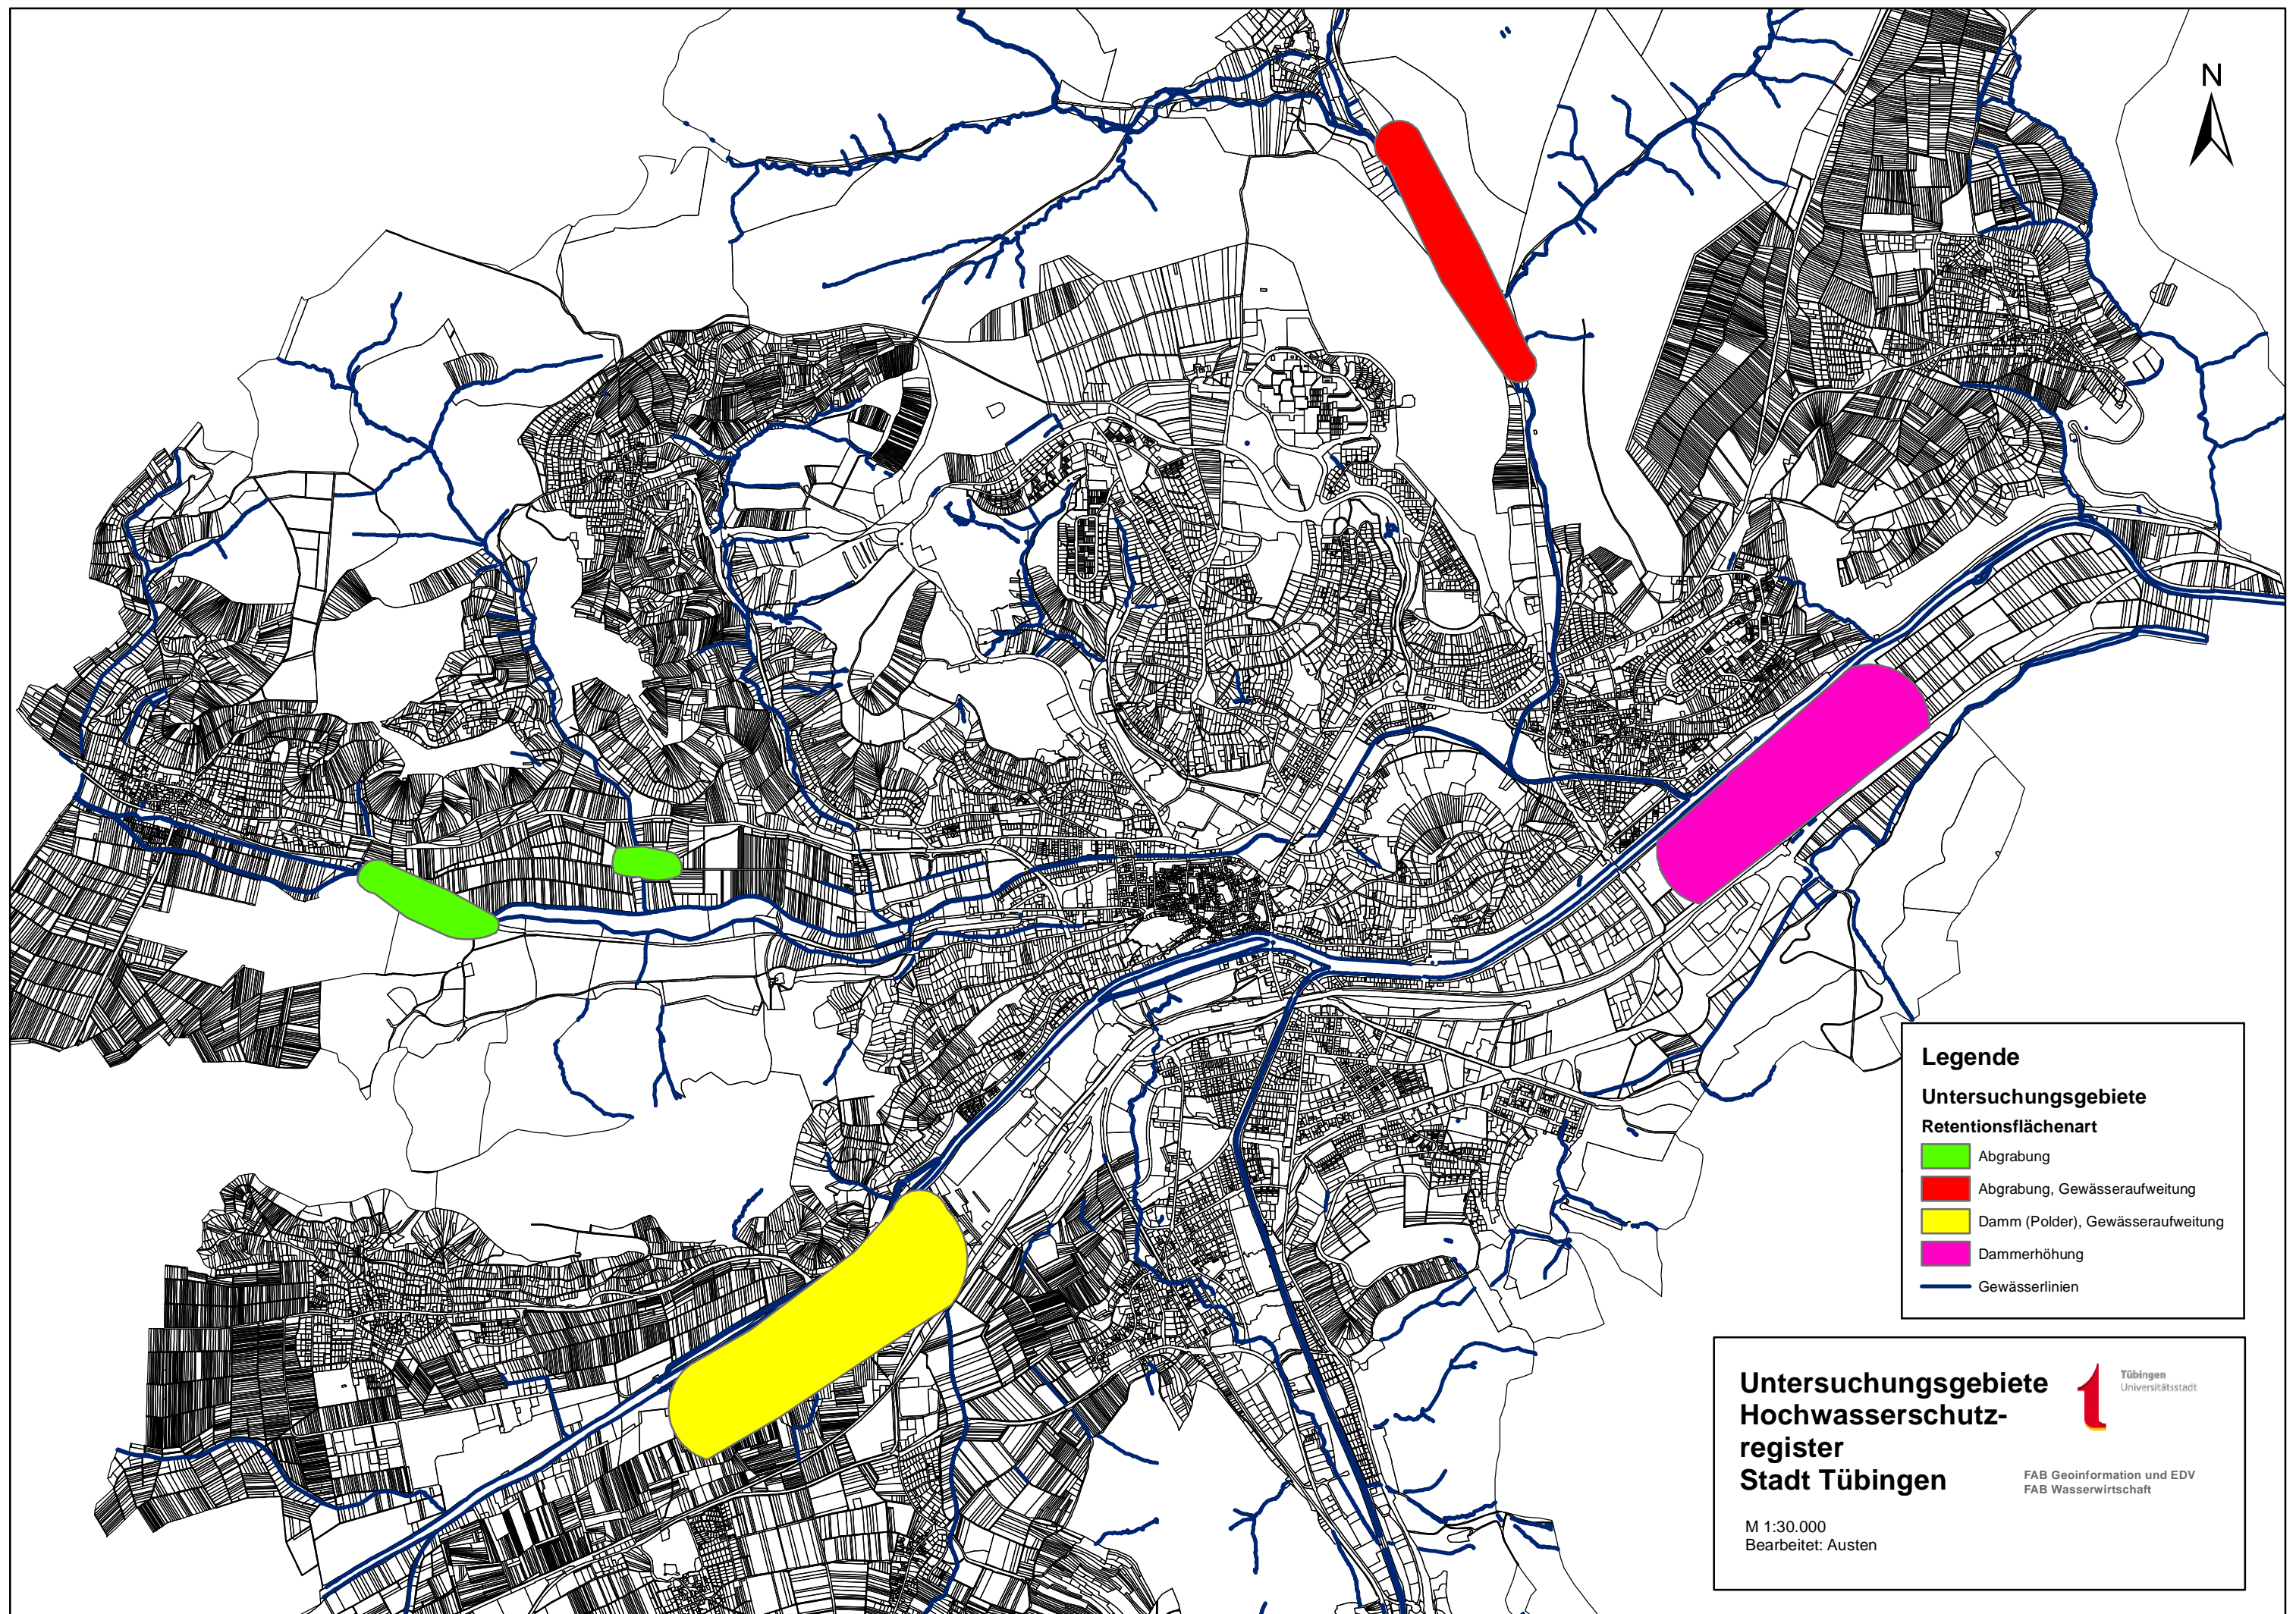 N
Legende
Untersuchungsgebiete
Retentionsflächenart
Abgrabung
Abgrabung, Gewässeraufweitung
Damm (Polder), Gewässeraufweitung
Dammerhöhung
Gewässerlinien
Untersuchungsgebiete
Hochwasserschutz-
register
Stadt Tübingen
Tübingen
Universitätsstadt
FAB Geoinformation und EDV
FAB Wasserwirtschaft
M 1:30.000
Bearbeitet: Austen